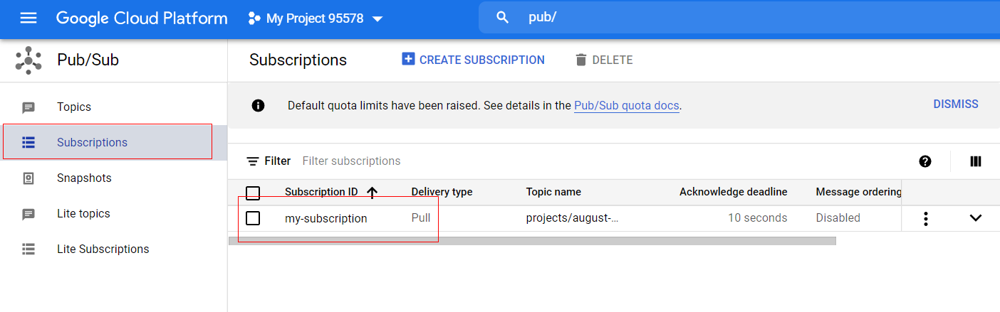 Google Cloud Platform My Project 95578 pub/
Pub/Sub Subscriptions CREATE SUBSCRIPTION DELETE
Topics
Subscriptions
Snapshots
Lite topics
Lite Subscriptions
Default quota limits have been raised. See details in the Pub/Sub quota docs. DISMISS
Filter Filter subscriptions
Subscription ID Delivery type Topic name Acknowledge deadline Message ordering
my-subscription Pull projects/august-... 10 seconds Disabled